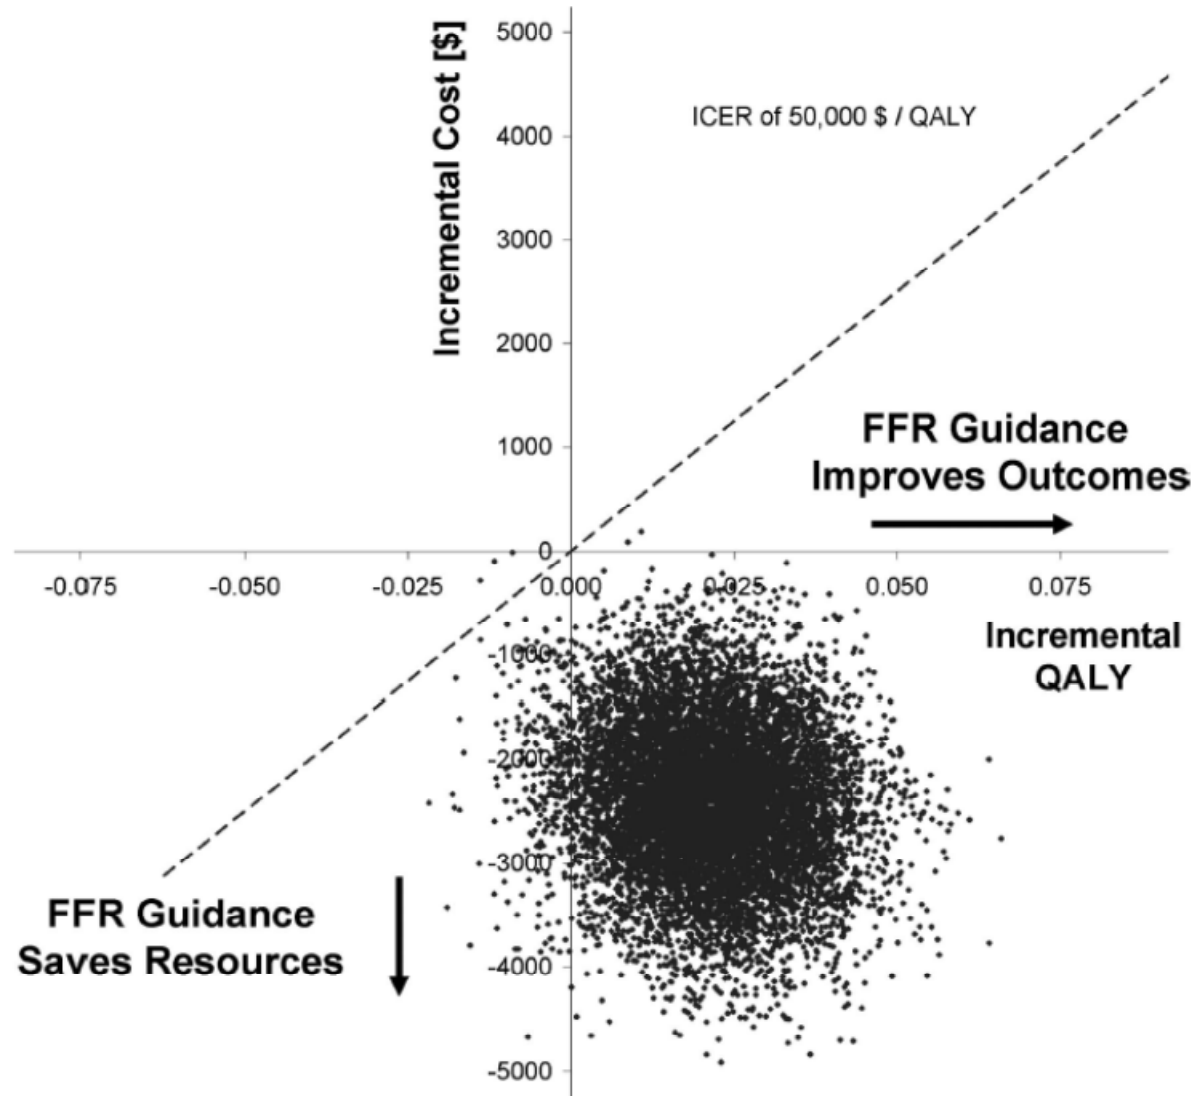 Incremental Cost [$]
5000
4000
3000
2000
1000
0
-1000
-2000
-3000
-4000
-5000
ICER of 50,000 $ / QALY
FFR Guidance
Improves Outcomes
-0.075
-0.050
-0.025
0.000
0.025
0.050
0.075
Incremental
QALY
FFR Guidance
Saves Resources